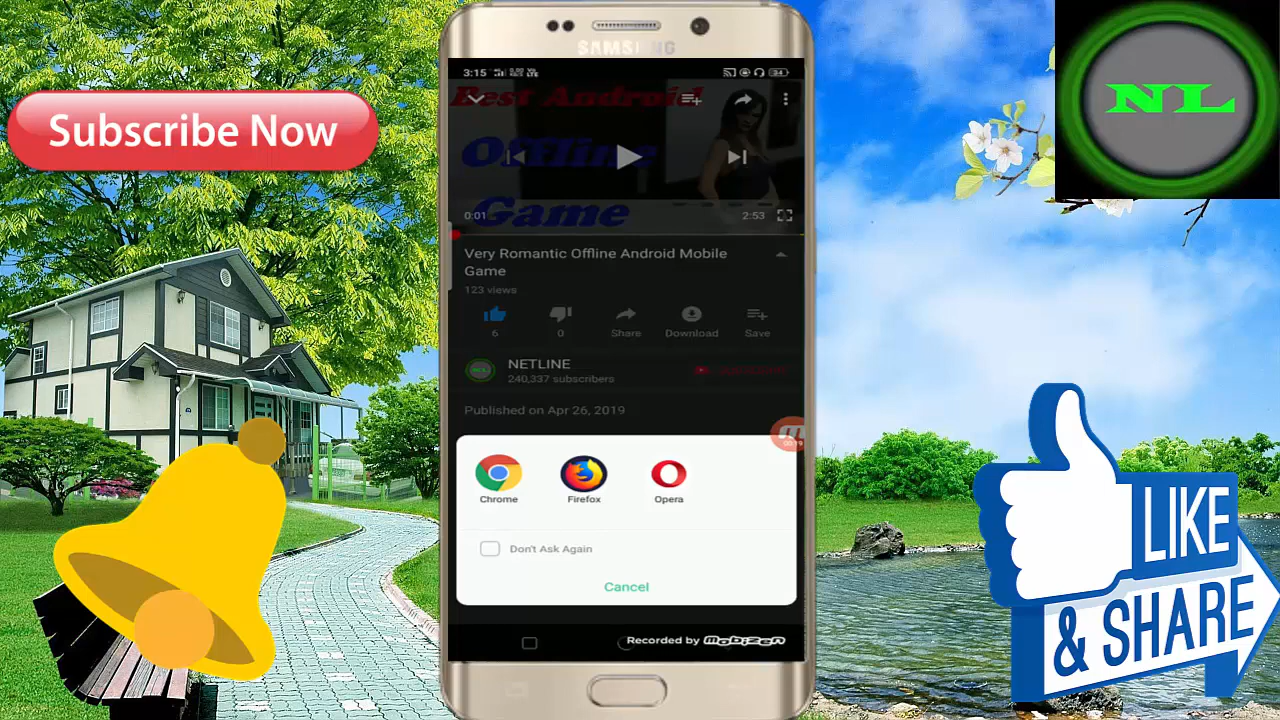 Subscribe Now
NL
SAMSUNG
3:15
34
Best Android
Offline
Game
0:01
2:53
Very Romantic Offline Android Mobile
Game
123 views
6
0
Share
Download
Save
NETLINE
240,337 subscribers
Published on Apr 26, 2019
Chrome
Firefox
Opera
Don't Ask Again
Cancel
Recorded by mobizen
LIKE
& SHARE